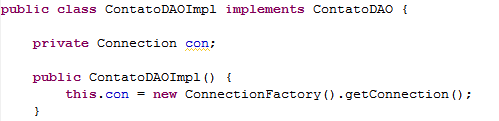 public class ContatoDAOImpl implements ContatoDAO {
private Connection con;
public ContatoDAOImpl() {
this.con = new ConnectionFactory().getConnection();
}